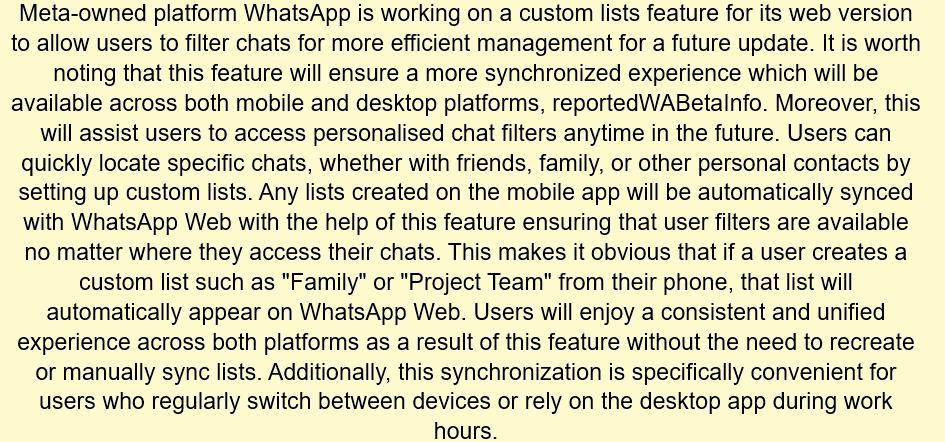 Meta-owned platform WhatsApp is working on a custom lists feature for its web version
to allow users to filter chats for more efficient management for a future update. It is worth
noting that this feature will ensure a more synchronized experience which will be
available across both mobile and desktop platforms, reportedWABetaInfo. Moreover, this
will assist users to access personalised chat filters anytime in the future. Users can
quickly locate specific chats, whether with friends, family, or other personal contacts by
setting up custom lists. Any lists created on the mobile app will be automatically synced
with WhatsApp Web with the help of this feature ensuring that user filters are available
no matter where they access their chats. This makes it obvious that if a user creates a
custom list such as "Family" or "Project Team" from their phone, that list will
automatically appear on WhatsApp Web. Users will enjoy a consistent and unified
experience across both platforms as a result of this feature without the need to recreate
or manually sync lists. Additionally, this synchronization is specifically convenient for
users who regularly switch between devices or rely on the desktop app during work
hours.